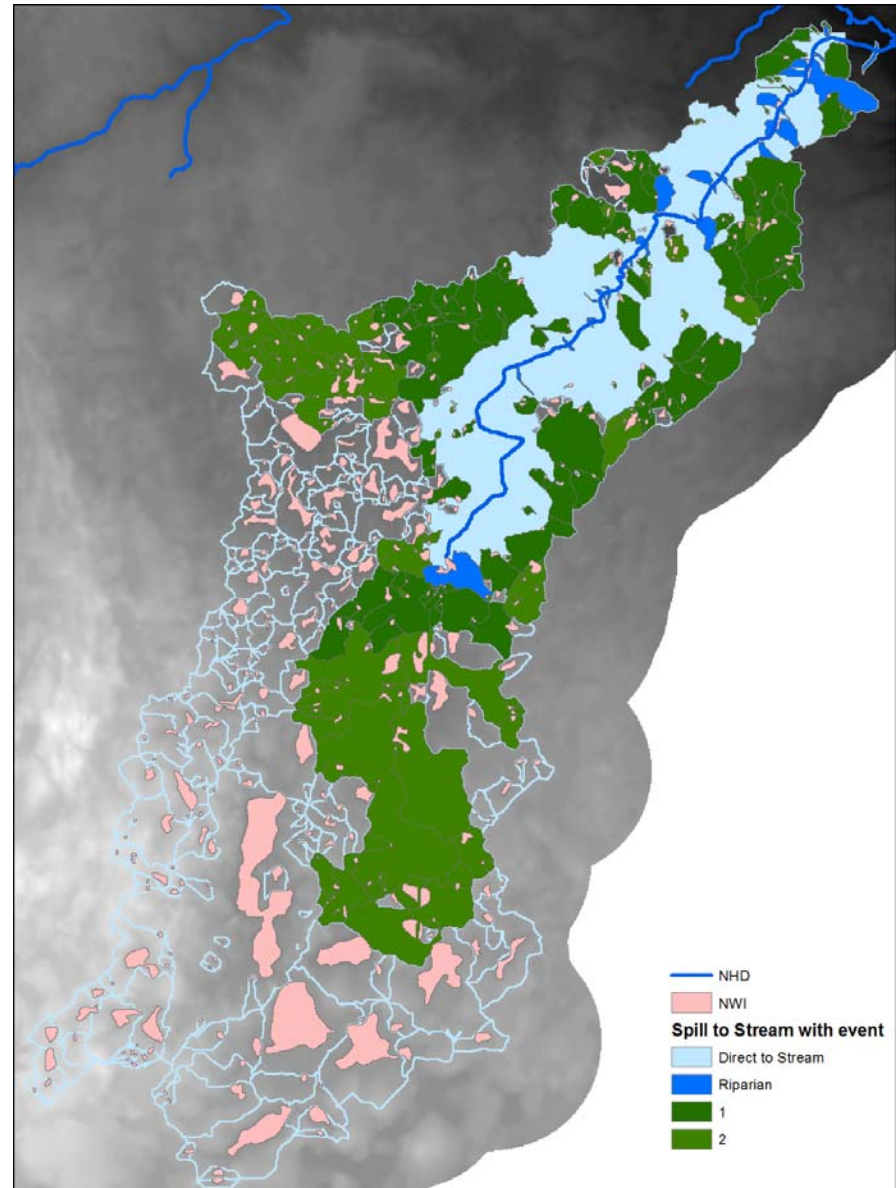 NHD
NWI
Spill to Stream with event
Direct to Stream
Riparian
1
2